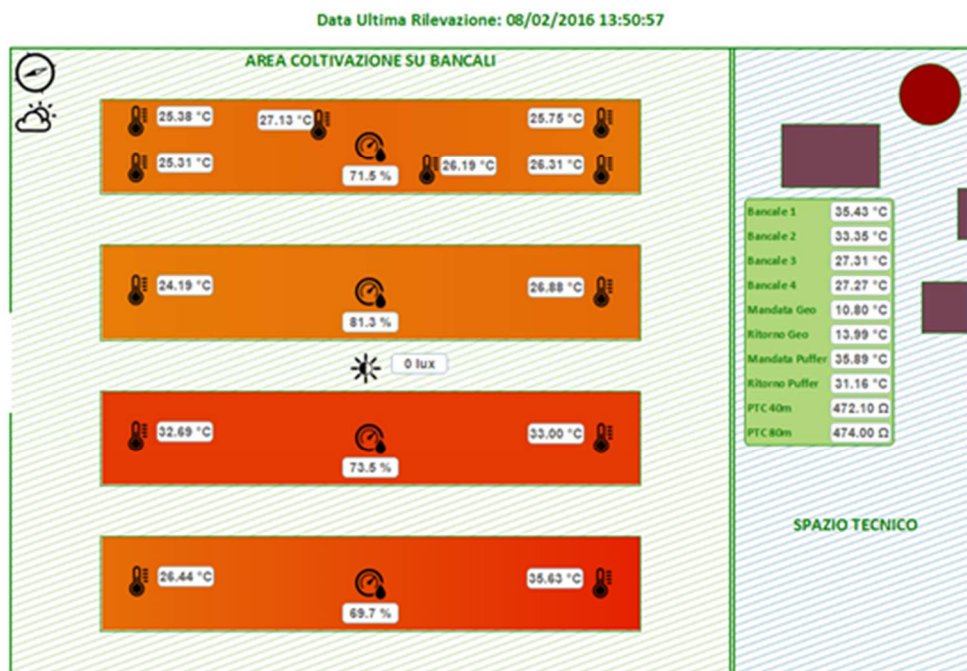 Data Ultima Rilevazione: 08/02/2016 13:50:57
AREA COLTIVAZIONE SU BANCALI
25.38 °C
27.13 °C
25.75 °C
25.31 °C
26.19 °C
26.31 °C
71.5 %
24.19 °C
26.88 °C
81.3 %
0 lux
32.69 °C
33.00 °C
73.5 %
26.44 °C
35.63 °C
69.7 %
Bancale 1 35.43 °C
Bancale 2 33.35 °C
Bancale 3 27.31 °C
Bancale 4 27.27 °C
Mandata Geo 10.80 °C
Ritorno Geo 13.99 °C
Mandata Puffer 35.89 °C
Ritorno Puffer 31.16 °C
PTC 40m 472.10 Ω
PTC 80m 474.00 Ω
SPAZIO TECNICO